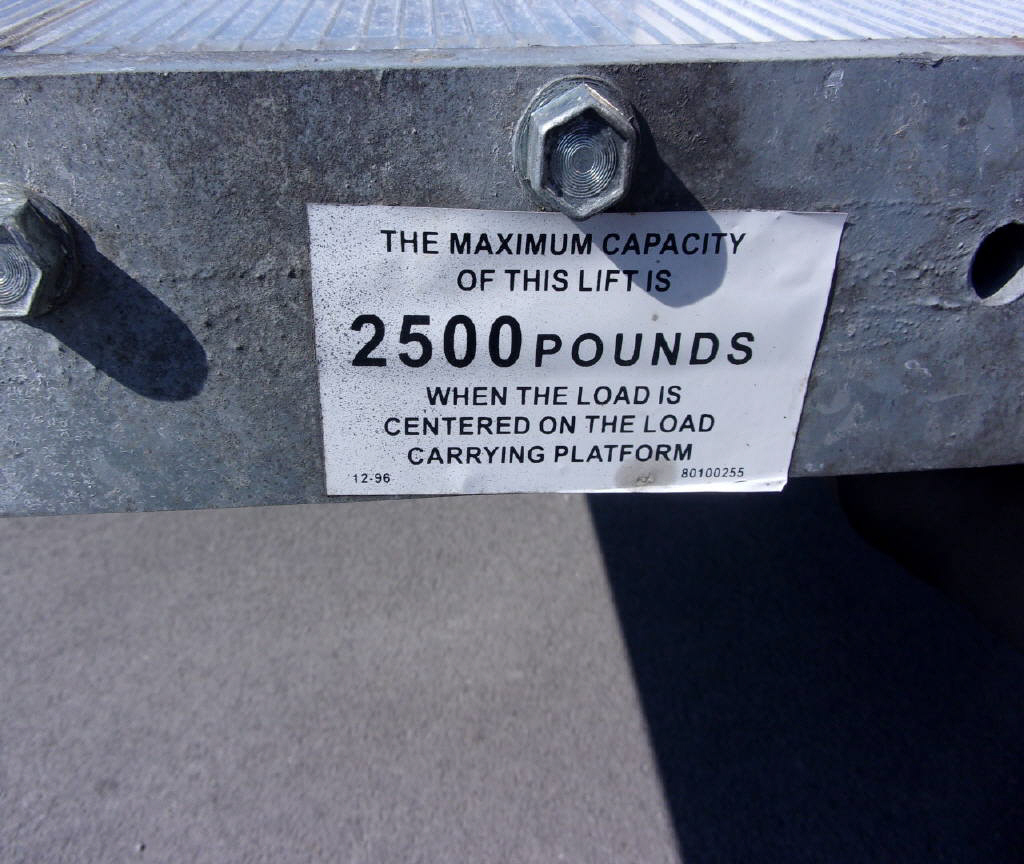 THE MAXIMUM CAPACITY
OF THIS LIFT IS
2500 POUNDS
WHEN THE LOAD IS
CENTERED ON THE LOAD
CARRYING PLATFORM
12-96 80100255